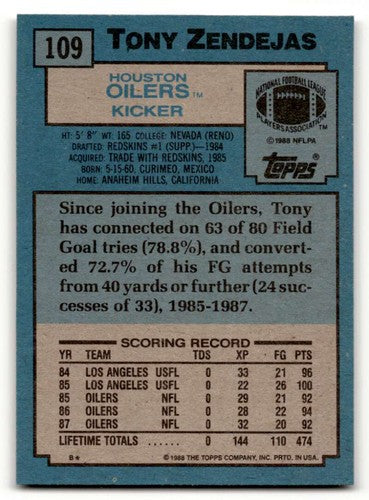 109
TONY ZENDEJAS
HOUSTON
OILERS™
KICKER
NATIONAL FOOTBALL LEAGUE
PLAYERS ASSOCIATION
©1988 NFLPA
Topps®
HT: 5' 8" WT: 165 COLLEGE: NEVADA (RENO)
DRAFTED: REDSKINS #1 (SUPP.)—1984
ACQUIRED: TRADE WITH REDSKINS, 1985
BORN: 5-15-60, CURIMEO, MEXICO
HOME: ANAHEIM HILLS, CALIFORNIA
Since joining the Oilers, Tony
has connected on 63 of 80 Field
Goal tries (78.8%), and convert-
ed 72.7% of his FG attempts
from 40 yards or further (24 suc-
cesses of 33), 1985-1987.
SCORING RECORD
YR TEAM TDS XP FG PTS
84 LOS ANGELES USFL 0 33 21 96
85 LOS ANGELES USFL 0 22 26 100
85 OILERS NFL 0 29 21 92
86 OILERS NFL 0 28 22 94
87 OILERS NFL 0 32 20 92
LIFETIME TOTALS ...... 0 144 110 474
B* ©1988 THE TOPPS COMPANY, INC. PRTD. IN USA.